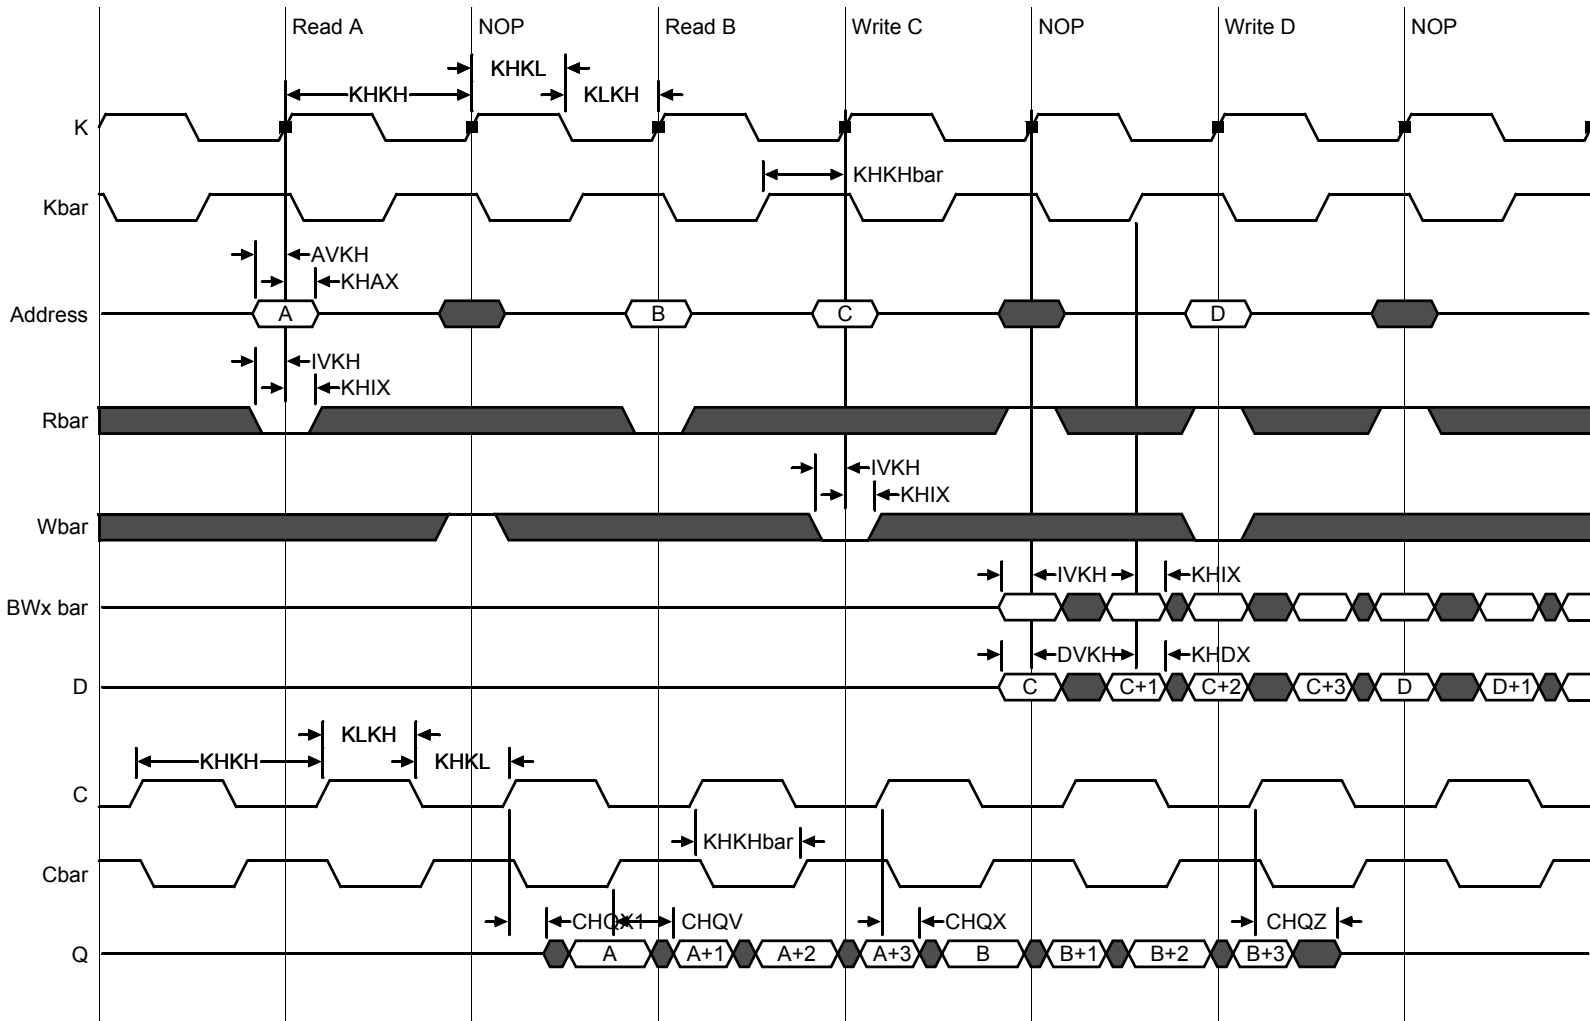 Read A NOP Read B Write C NOP Write D NOP
KHKL
KHKH KLKH
K
KHKHbar
Kbar
AVKH
KHAX
Address A B C D
IVKH
KHIX
Rbar
IVKH
KHIX
Wbar
IVKH KHIX
BWx bar
DVKH KHDX
D C C+1 C+2 C+3 D D+1
KLKH
KHKH KHKL
C
KHKHbar
Cbar
CHQX1 CHQV CHQX CHQZ
Q A A+1 A+2 A+3 B B+1 B+2 B+3